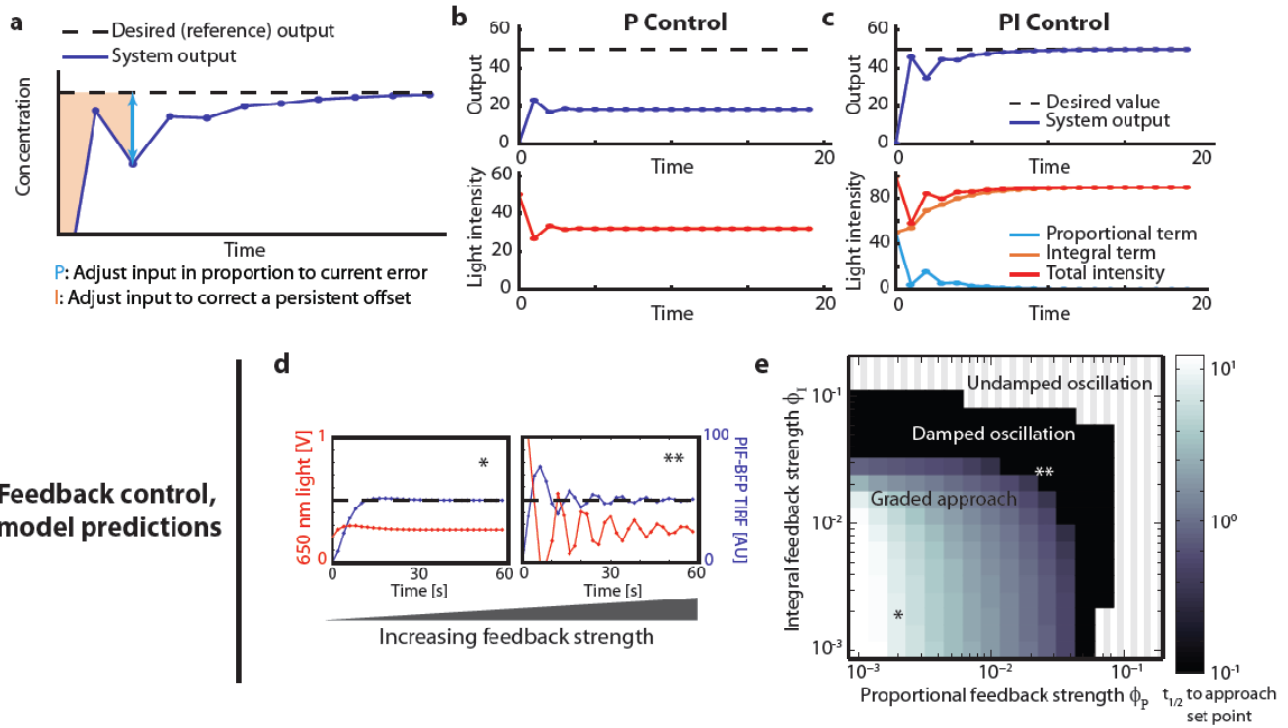 a
Desired (reference) output
System output
Concentration
Time
P: Adjust input in proportion to current error
I: Adjust input to correct a persistent offset
b
P Control
60
40
20
0
Output
0
20
Time
60
40
20
0
Light intensity
0
20
Time
c
PI Control
60
40
20
0
Output
Desired value
System output
0
20
Time
80
40
0
Light intensity
Proportional term
Integral term
Total intensity
0
20
Time
Feedback control,
model predictions
d
650 nm light [V]
1
0
*
0
30
60
Time [s]
**
100
0
PIF-BFP TIRF [AU]
0
30
60
Time [s]
Increasing feedback strength
e
Integral feedback strength ϕI
10⁻¹
10⁻²
10⁻³
Undamped oscillation
Damped oscillation
**
Graded approach
*
10⁻³
10⁻²
10⁻¹
Proportional feedback strength ϕP
10¹
10⁰
10⁻¹
t1/2 to approach
set point